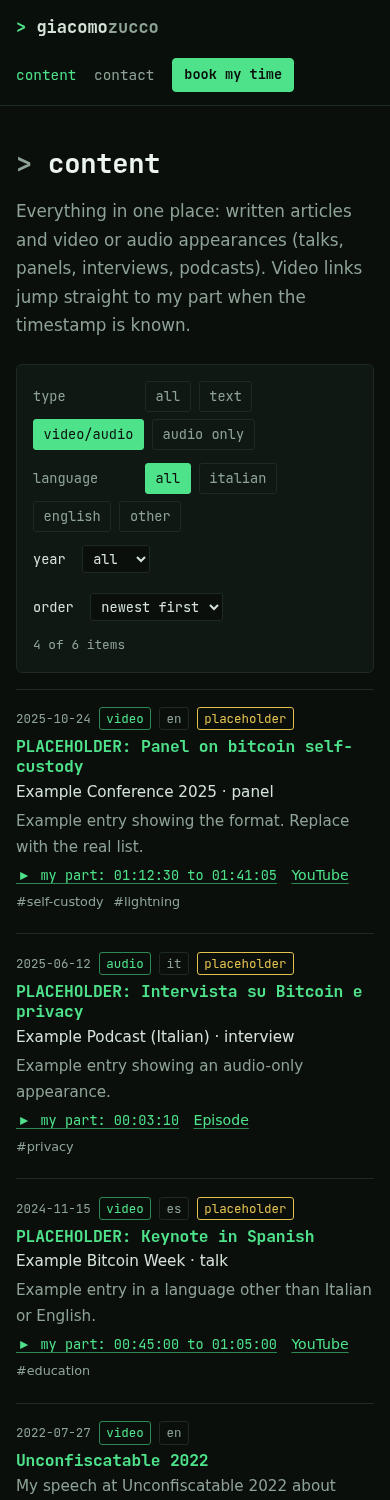 > giacomozucco
content contact book my time
> content
Everything in one place: written articles
and video or audio appearances (talks,
panels, interviews, podcasts). Video links
jump straight to my part when the
timestamp is known.
type all text
video/audio audio only
language all italian
english other
year all
order newest first
4 of 6 items
2025-10-24 video en placeholder
PLACEHOLDER: Panel on bitcoin self-
custody
Example Conference 2025 · panel
Example entry showing the format. Replace
with the real list.
► my part: 01:12:30 to 01:41:05 YouTube
#self-custody #lightning
2025-06-12 audio it placeholder
PLACEHOLDER: Intervista su Bitcoin e
privacy
Example Podcast (Italian) · interview
Example entry showing an audio-only
appearance.
► my part: 00:03:10 Episode
#privacy
2024-11-15 video es placeholder
PLACEHOLDER: Keynote in Spanish
Example Bitcoin Week · talk
Example entry in a language other than Italian
or English.
► my part: 00:45:00 to 01:05:00 YouTube
#education
2022-07-27 video en
Unconfiscatable 2022
My speech at Unconfiscatable 2022 about